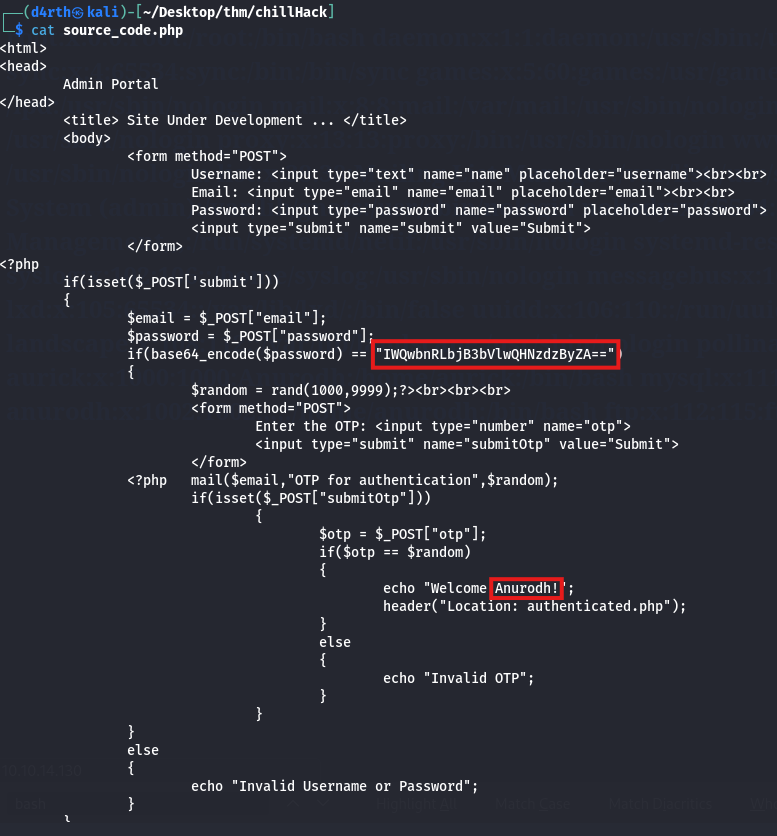 ┌──(d4rth㉿kali)-[~/Desktop/thm/chillHack]
└─$ cat source_code.php
<html>
<head>
        Admin Portal
</head>
        <title> Site Under Development ... </title>
        <body>
                <form method="POST">
                        Username: <input type="text" name="name" placeholder="username"><br><br>
                        Email: <input type="email" name="email" placeholder="email"><br><br>
                        Password: <input type="password" name="password" placeholder="password">
                        <input type="submit" name="submit" value="Submit">
                </form>
<?php
        if(isset($_POST['submit']))
        {
                $email = $_POST["email"];
                $password = $_POST["password"];
                if(base64_encode($password) == "IWQwbnRLbjB3bVlwQHNzdzByZA==")
                {
                        $random = rand(1000,9999);?><br><br><br>
                        <form method="POST">
                                Enter the OTP: <input type="number" name="otp">
                                <input type="submit" name="submitOtp" value="Submit">
                        </form>
                <?php   mail($email,"OTP for authentication",$random);
                        if(isset($_POST["submitOtp"]))
                                {
                                        $otp = $_POST["otp"];
                                        if($otp == $random)
                                        {
                                                echo "Welcome Anurodh!";
                                                header("Location: authenticated.php");
                                        }
                                        else
                                        {
                                                echo "Invalid OTP";
                                        }
                                }
                }
                else
                {
                        echo "Invalid Username or Password";
                }
        }